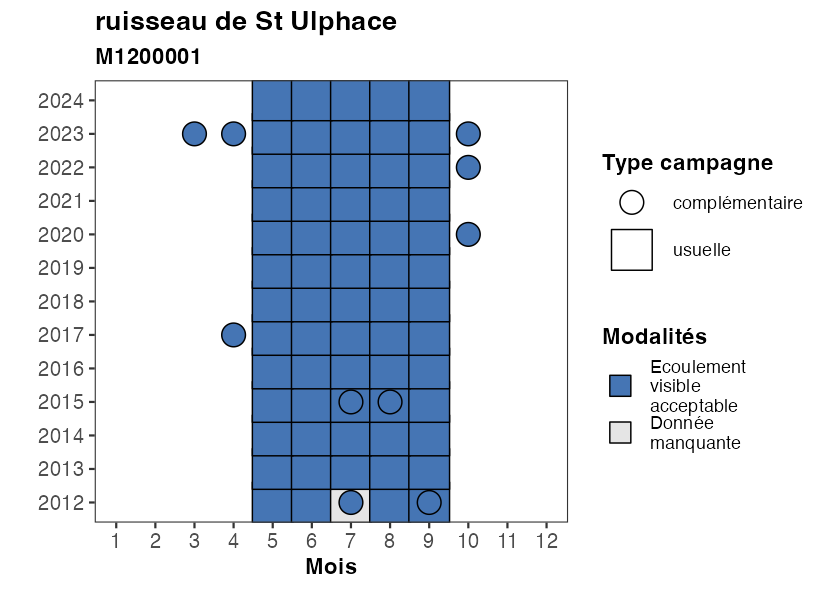 ruisseau de St Ulphace
M1200001
2024
2023
2022
2021
2020
2019
2018
2017
2016
2015
2014
2013
2012
1 2 3 4 5 6 7 8 9 10 11 12
Mois
Type campagne
complémentaire
usuelle
Modalités
Ecoulement
visible
acceptable
Donnée
manquante